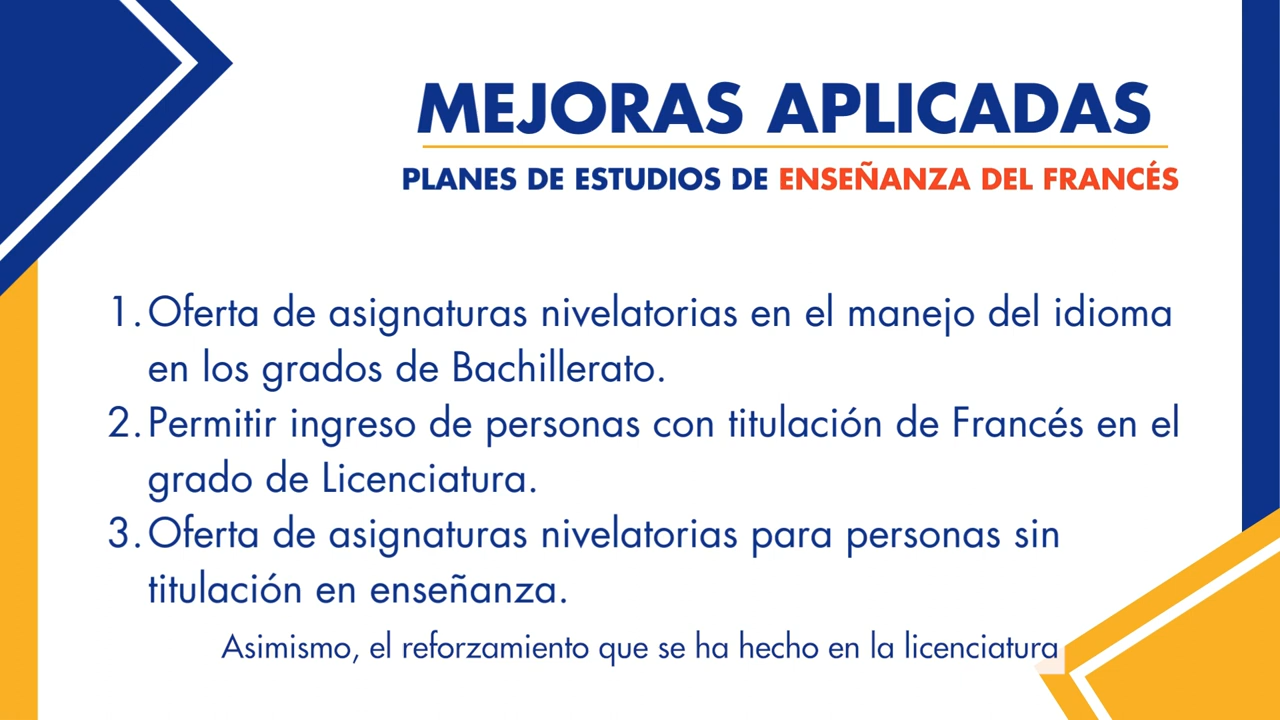 MEJORAS APLICADAS
PLANES DE ESTUDIOS DE ENSEÑANZA DEL FRANCÉS
1. Oferta de asignaturas nivelatorias en el manejo del idioma
en los grados de Bachillerato.
2. Permitir ingreso de personas con titulación de Francés en el
grado de Licenciatura.
3. Oferta de asignaturas nivelatorias para personas sin
titulación en enseñanza.
Asimismo, el reforzamiento que se ha hecho en la licenciatura